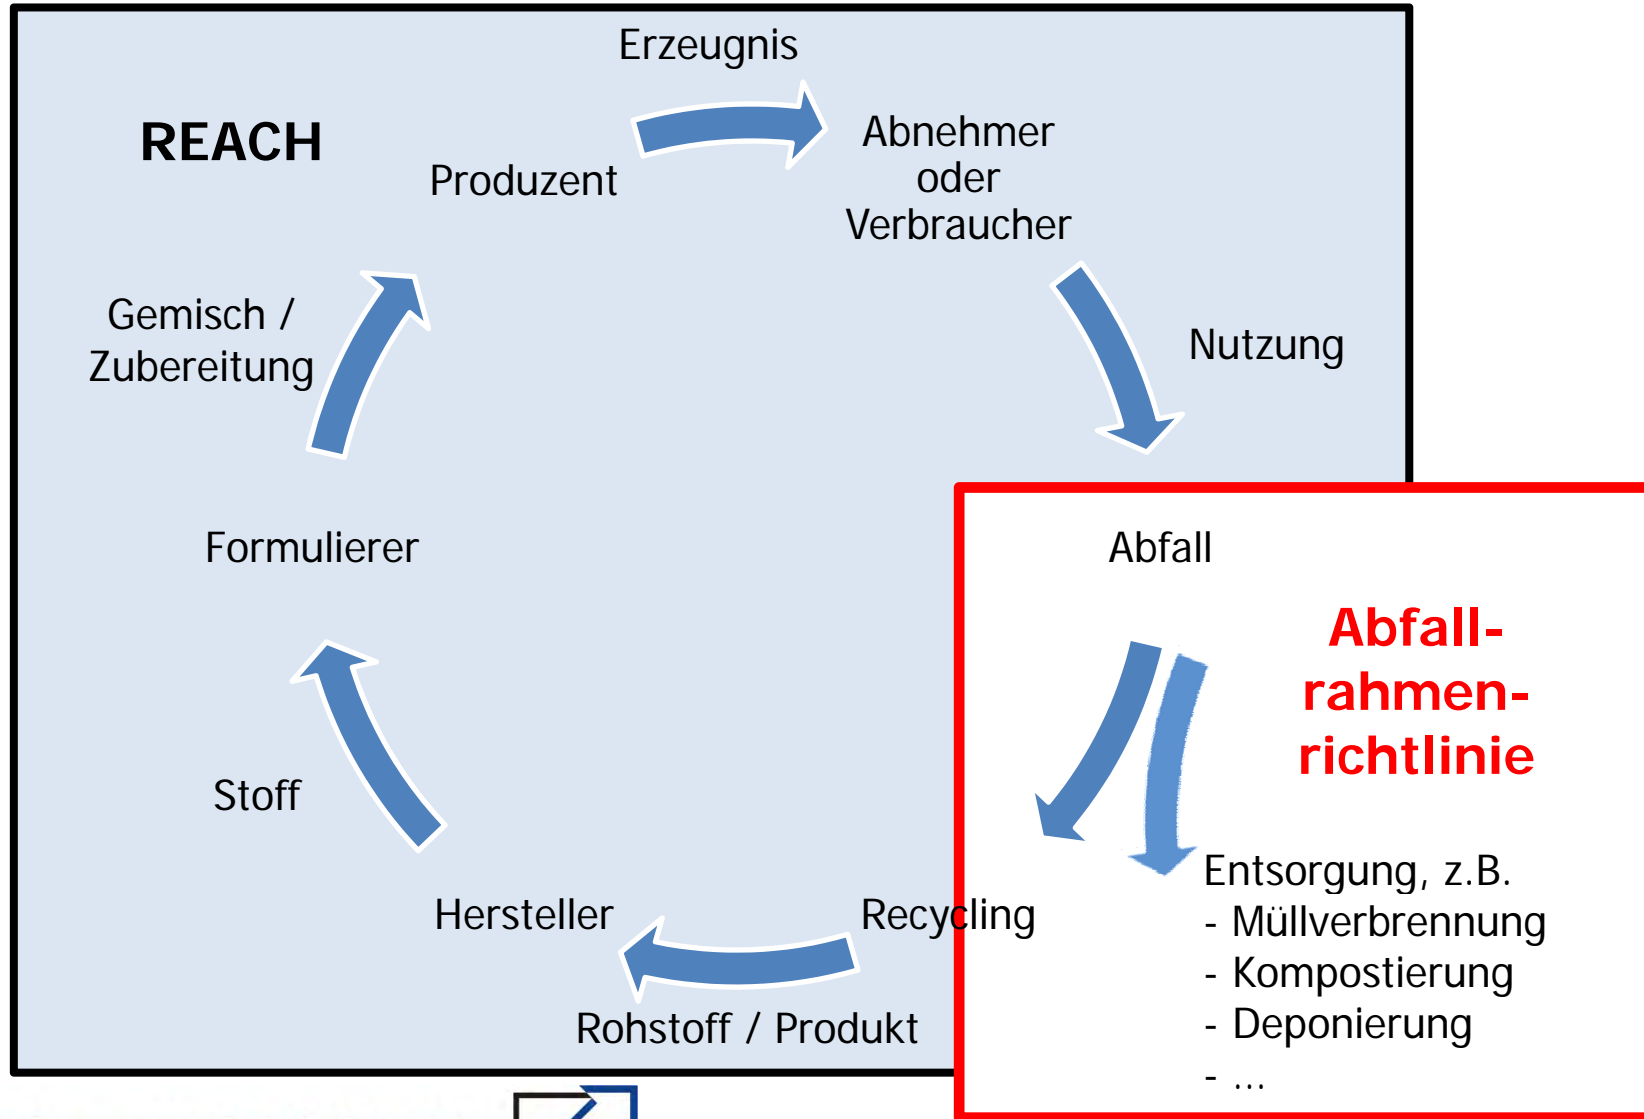 Erzeugnis
REACH
Produzent
Abnehmer
oder
Verbraucher
Gemisch /
Zubereitung
Nutzung
Formulierer
Abfall
Abfall-
rahmen-
richtlinie
Stoff
Hersteller
Recycling
Rohstoff / Produkt
Entsorgung, z.B.
- Müllverbrennung
- Kompostierung
- Deponierung
- ...